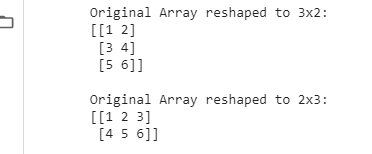 Original Array reshaped to 3x2:
[[1 2]
 [3 4]
 [5 6]]

Original Array reshaped to 2x3:
[[1 2 3]
 [4 5 6]]